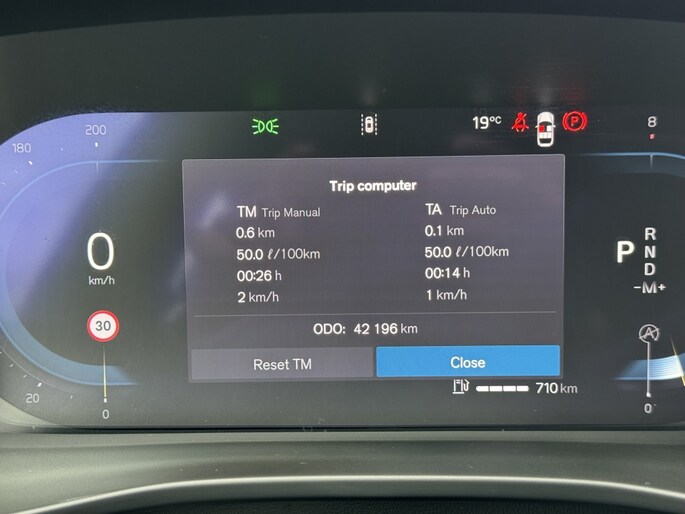 200
180
19°C
P
8
Trip computer
TM Trip Manual
TA Trip Auto
0.6 km
0.1 km
50.0 ℓ/100km
50.0 ℓ/100km
00:26 h
00:14 h
2 km/h
1 km/h
0
km/h
P
R
N
D
-M+
30
A
ODO: 42 196 km
Reset TM
Close
710 km
20
0
0